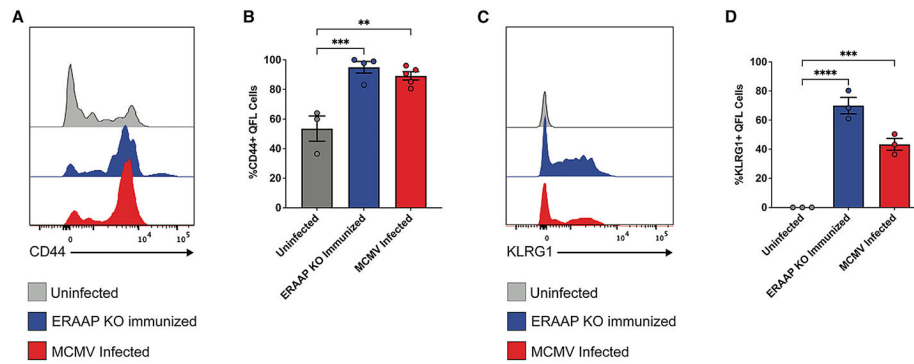 A
CD44
0
10^4
10^5
Uninfected
ERAAP KO immunized
MCMV Infected
B
**
***
%CD44+ QFL Cells
100
80
60
40
20
0
Uninfected
ERAAP KO Immunized
MCMV Infected
C
KLRG1
0
10^4
10^5
Uninfected
ERAAP KO immunized
MCMV Infected
D
***
****
%KLRG1+ QFL Cells
100
80
60
40
20
0
Uninfected
ERAAP KO Immunized
MCMV Infected